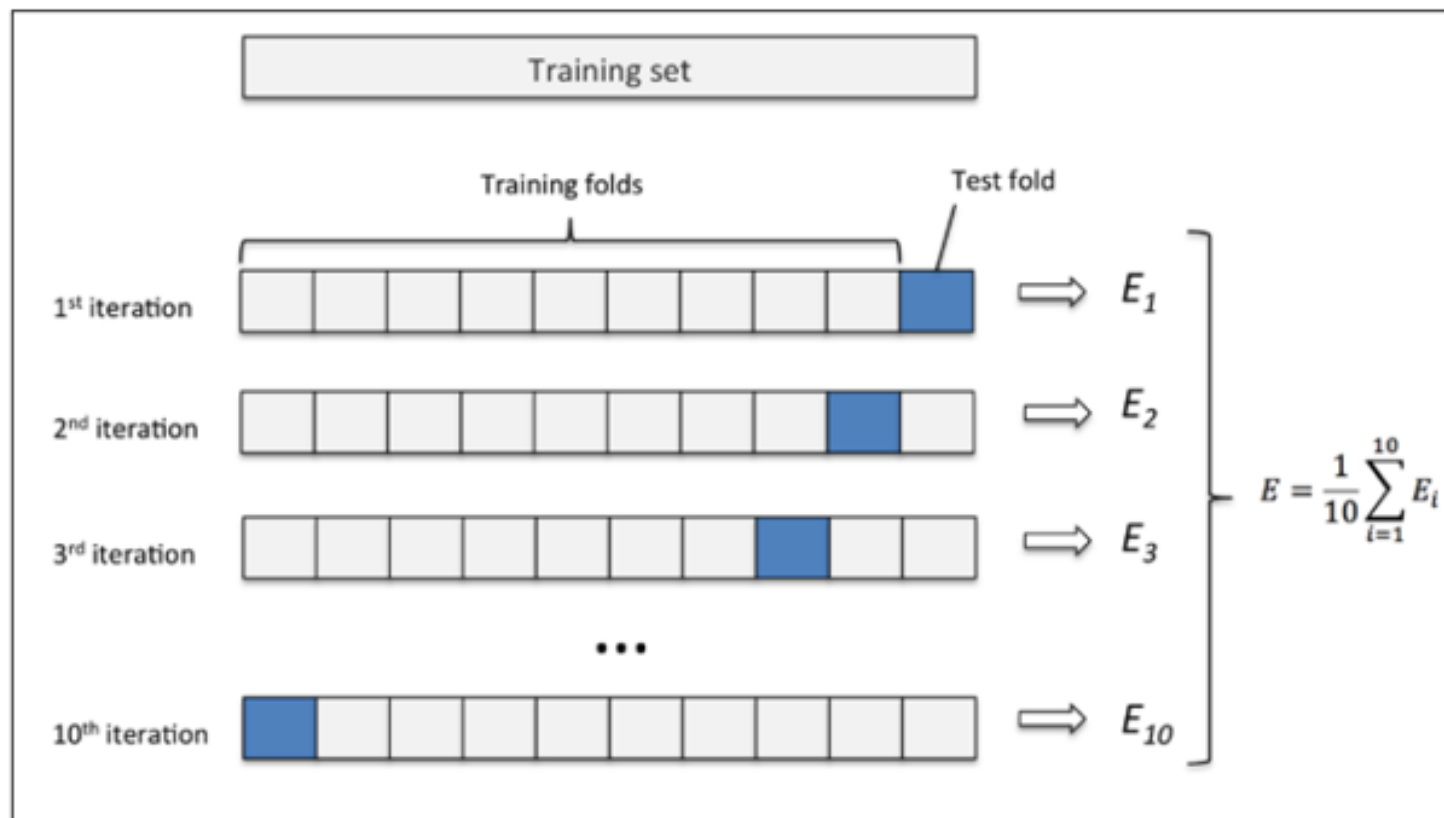 Training set
Training folds
Test fold
1st iteration
E1
2nd iteration
E2
3rd iteration
E3
E = 1/10 ∑ i=1 10 Ei
...
10th iteration
E10